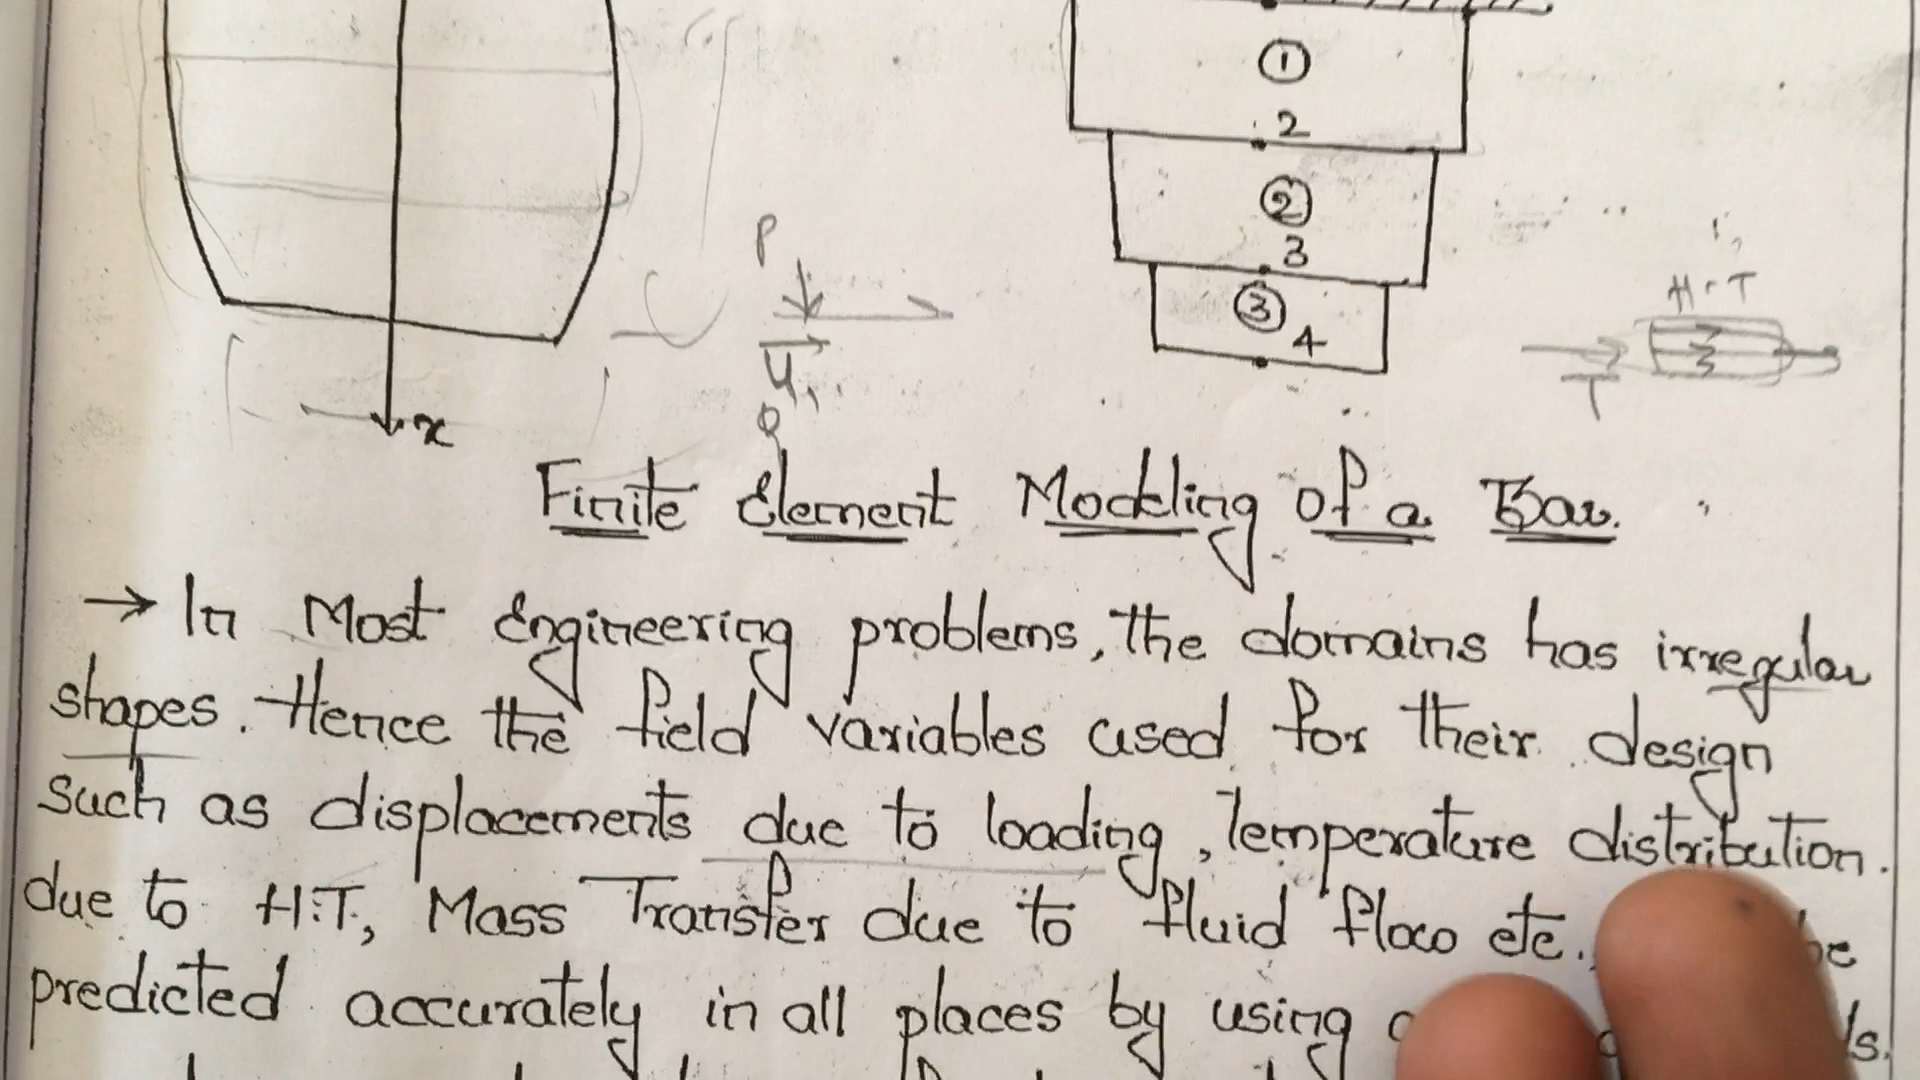 ①
2
②
3
③
4
P
U
Q
H.T
T
x
Finite Element Modeling of a Bar.
→ In Most Engineering problems, the domains has irregular
shapes. Hence the field variables used for their design
such as displacements due to loading, Temperature distribution.
due to H.T, Mass Transfer due to fluid flow etc. be
predicted accurately in all places by using